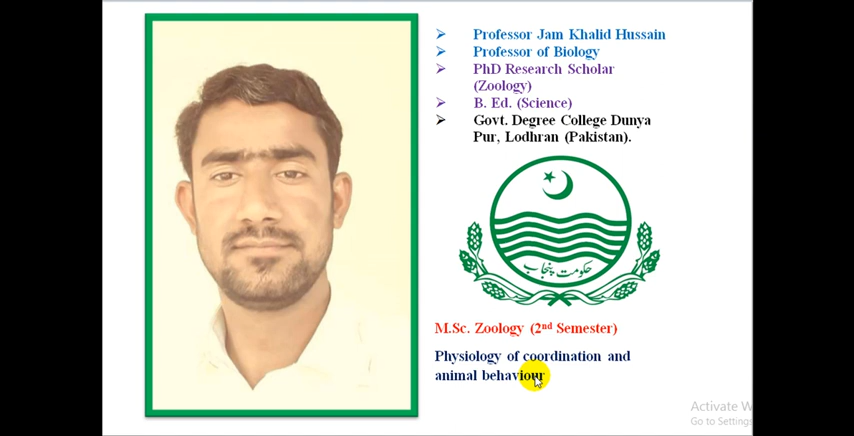 Professor Jam Khalid Hussain
Professor of Biology
PhD Research Scholar
(Zoology)
B. Ed. (Science)
Govt. Degree College Dunya
Pur, Lodhran (Pakistan).
حکومت پنجاب
M.Sc. Zoology (2nd Semester)
Physiology of coordination and
animal behaviour
Activate W
Go to Settings